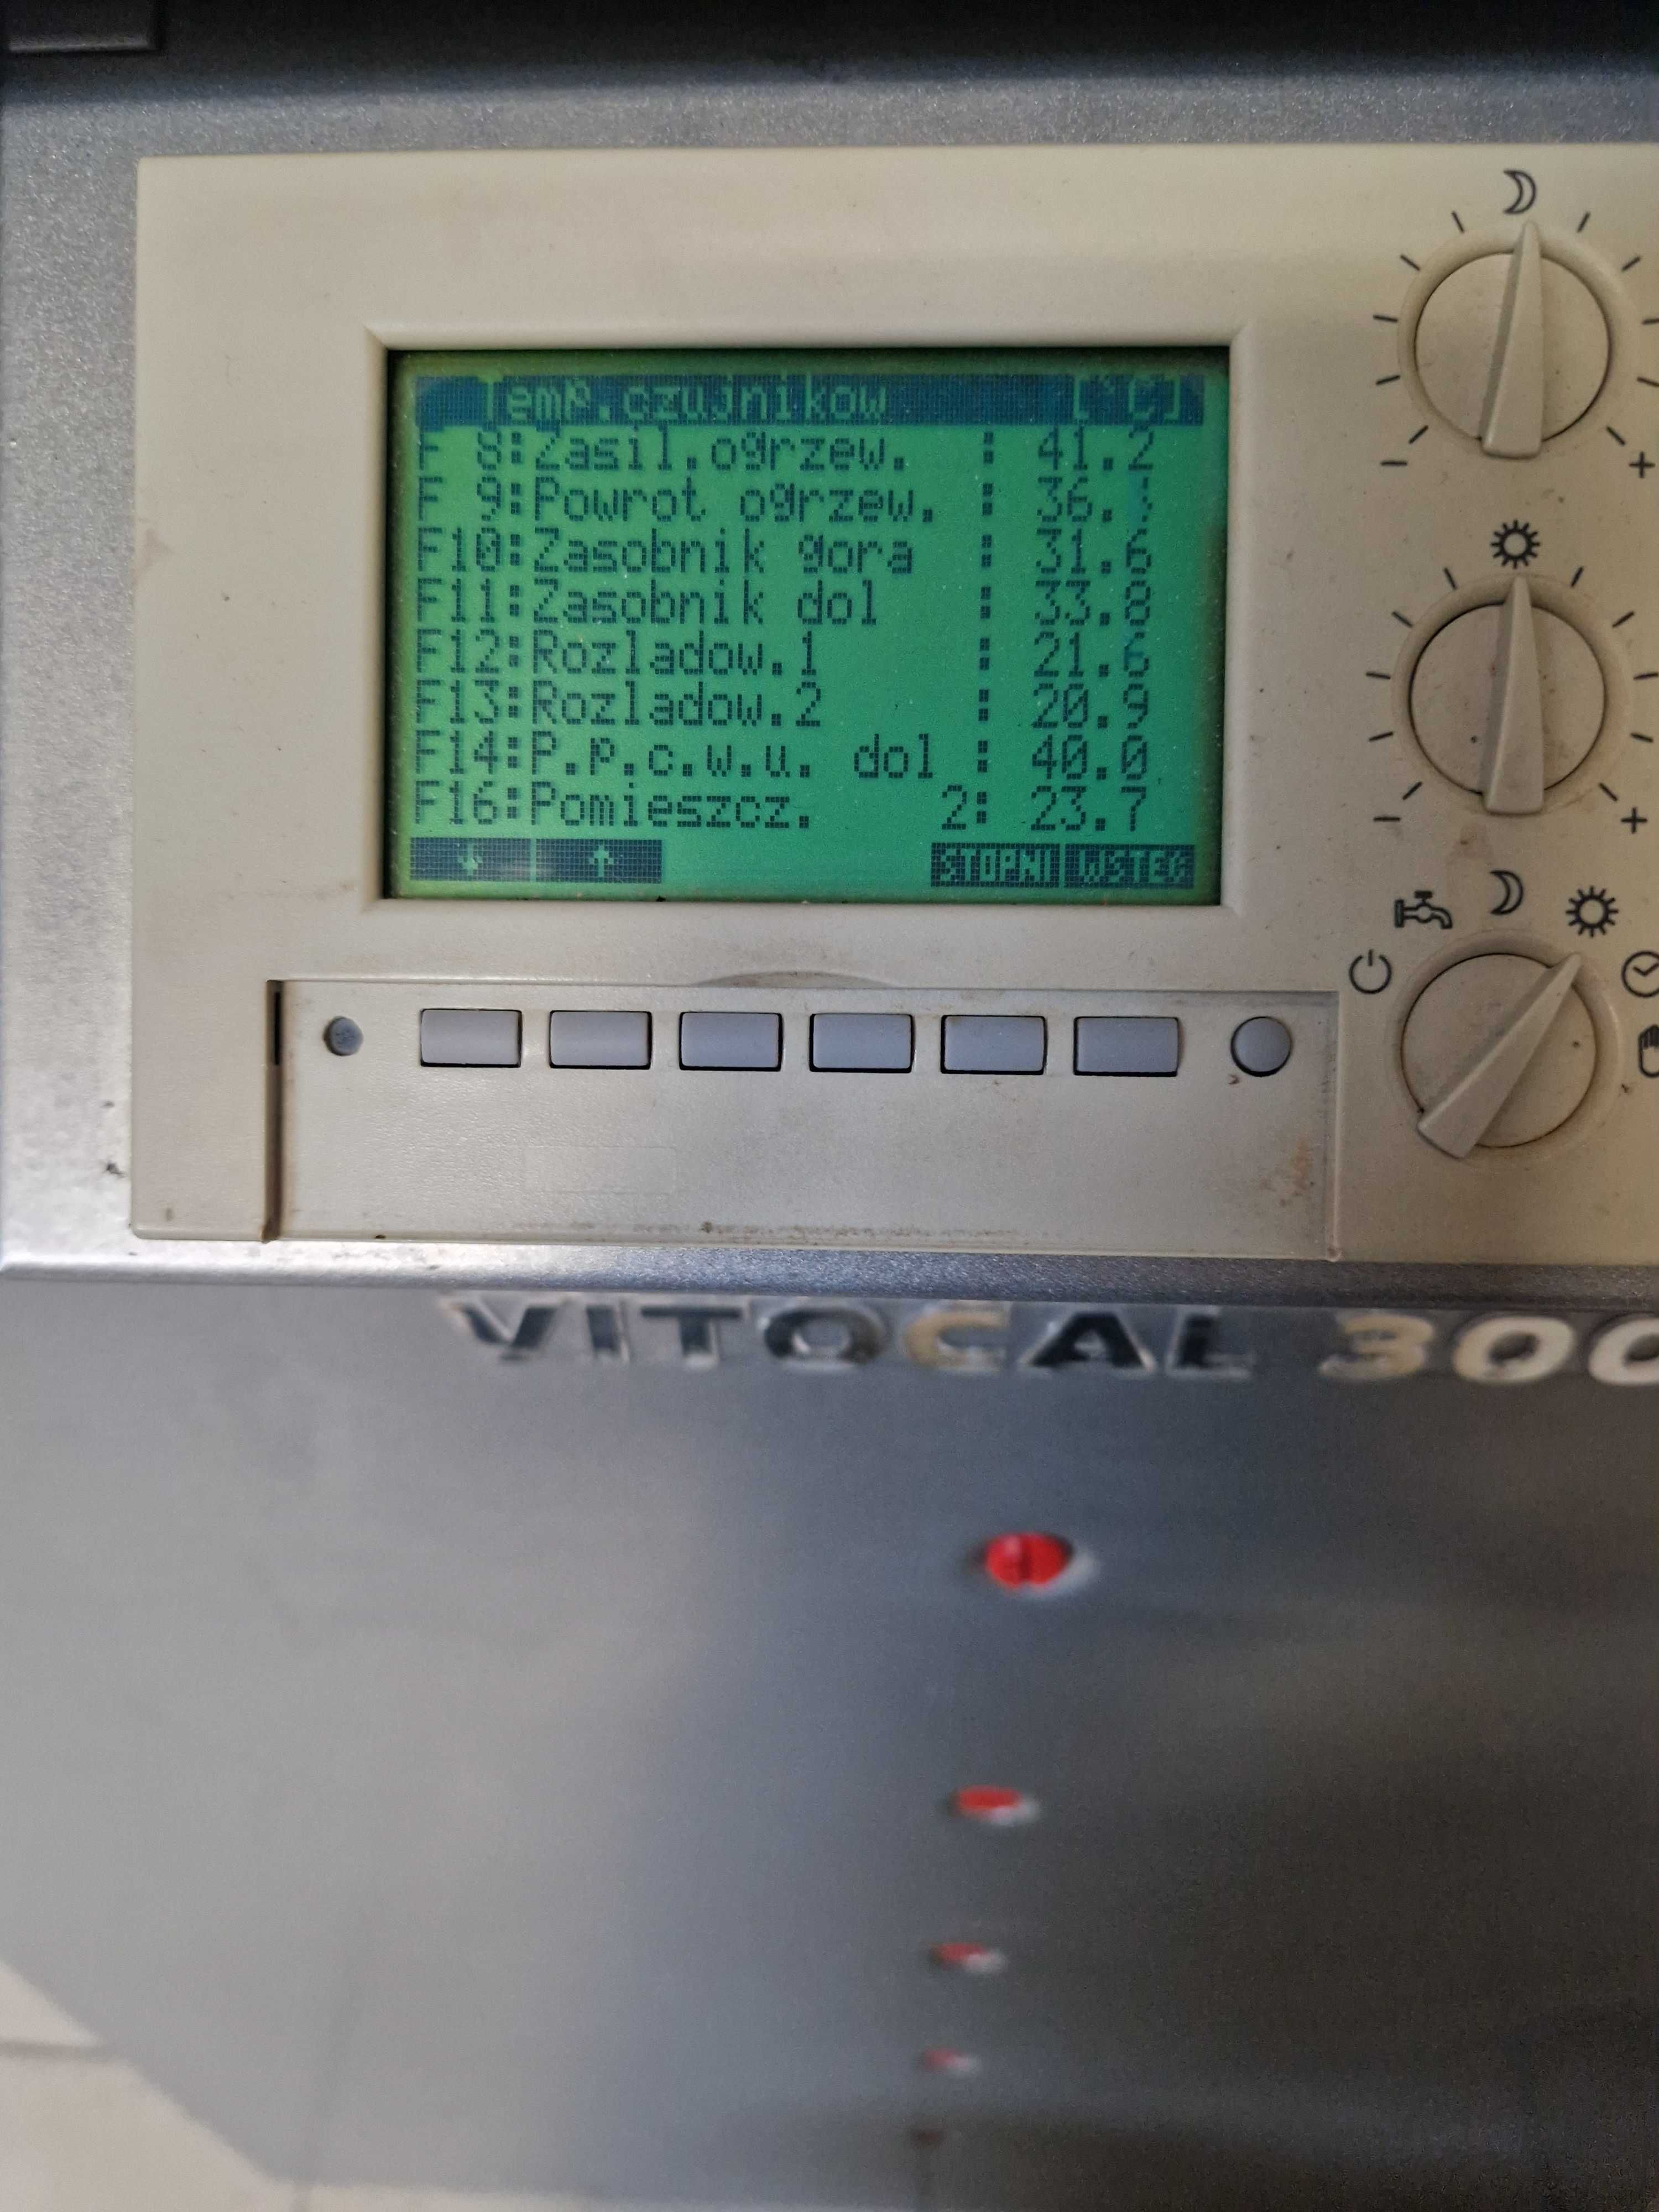 Temp.czujnikow [°C]
F 8:Zasil.ogrzew. : 41.2
F 9:Powrot ogrzew. :
F10:Zasobnik gora : 31.6
F11:Zasobnik dol : 33.8
F12:Rozladow.1 : 21.6
F13:Rozladow.2 : 20.9
F14:P.p.c.w.u. dol : 40.0
F16:Pomieszcz. 2: 23.7
↓ ↑ STOPNI WSTEC
- +
- +
VITOCAL 300